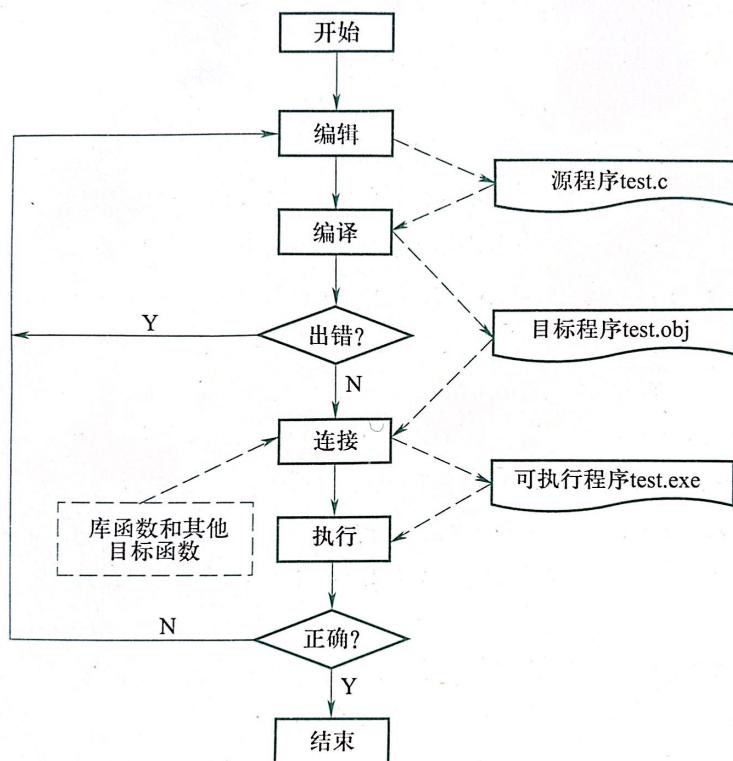 开始
编辑
源程序test.c
编译
出错?
Y
目标程序test.obj
N
连接
可执行程序test.exe
库函数和其他
目标函数
执行
正确?
N
Y
结束